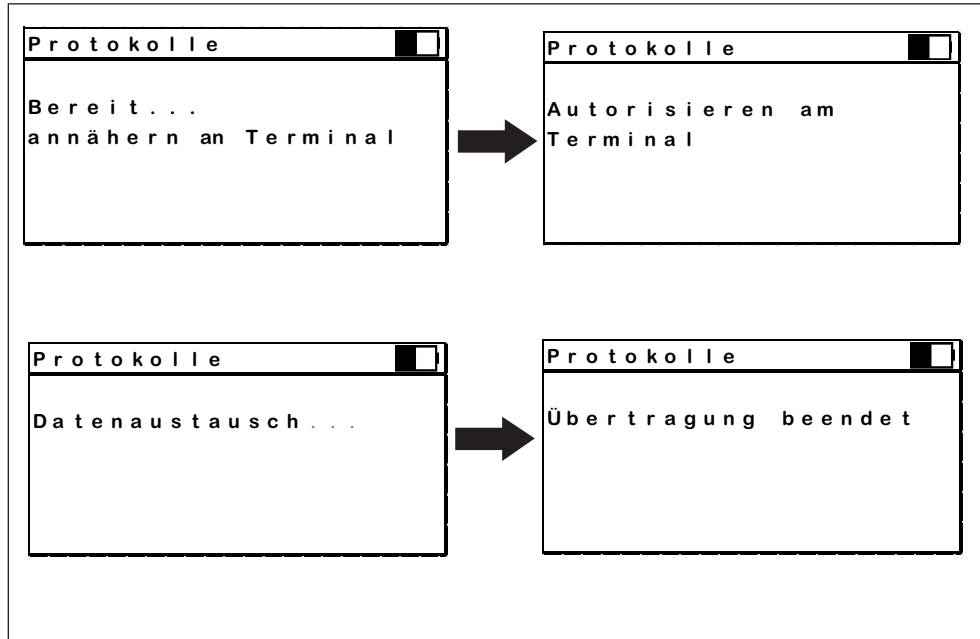 Protokolle
Bereit...
annähern an Terminal
Protokolle
Autorisieren am
Terminal
Protokolle
Datenaustausch...
Protokolle
Übertragung beendet